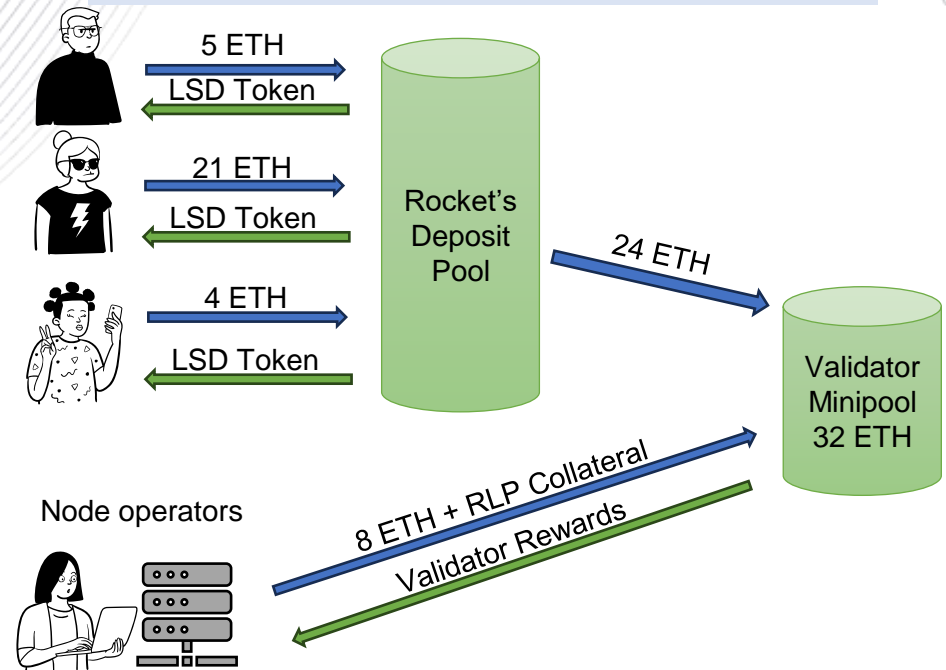 5 ETH
LSD Token
21 ETH
LSD Token
4 ETH
LSD Token
Rocket's
Deposit
Pool
24 ETH
Validator
Minipool
32 ETH
8 ETH + RLP Collateral
Validator Rewards
Node operators